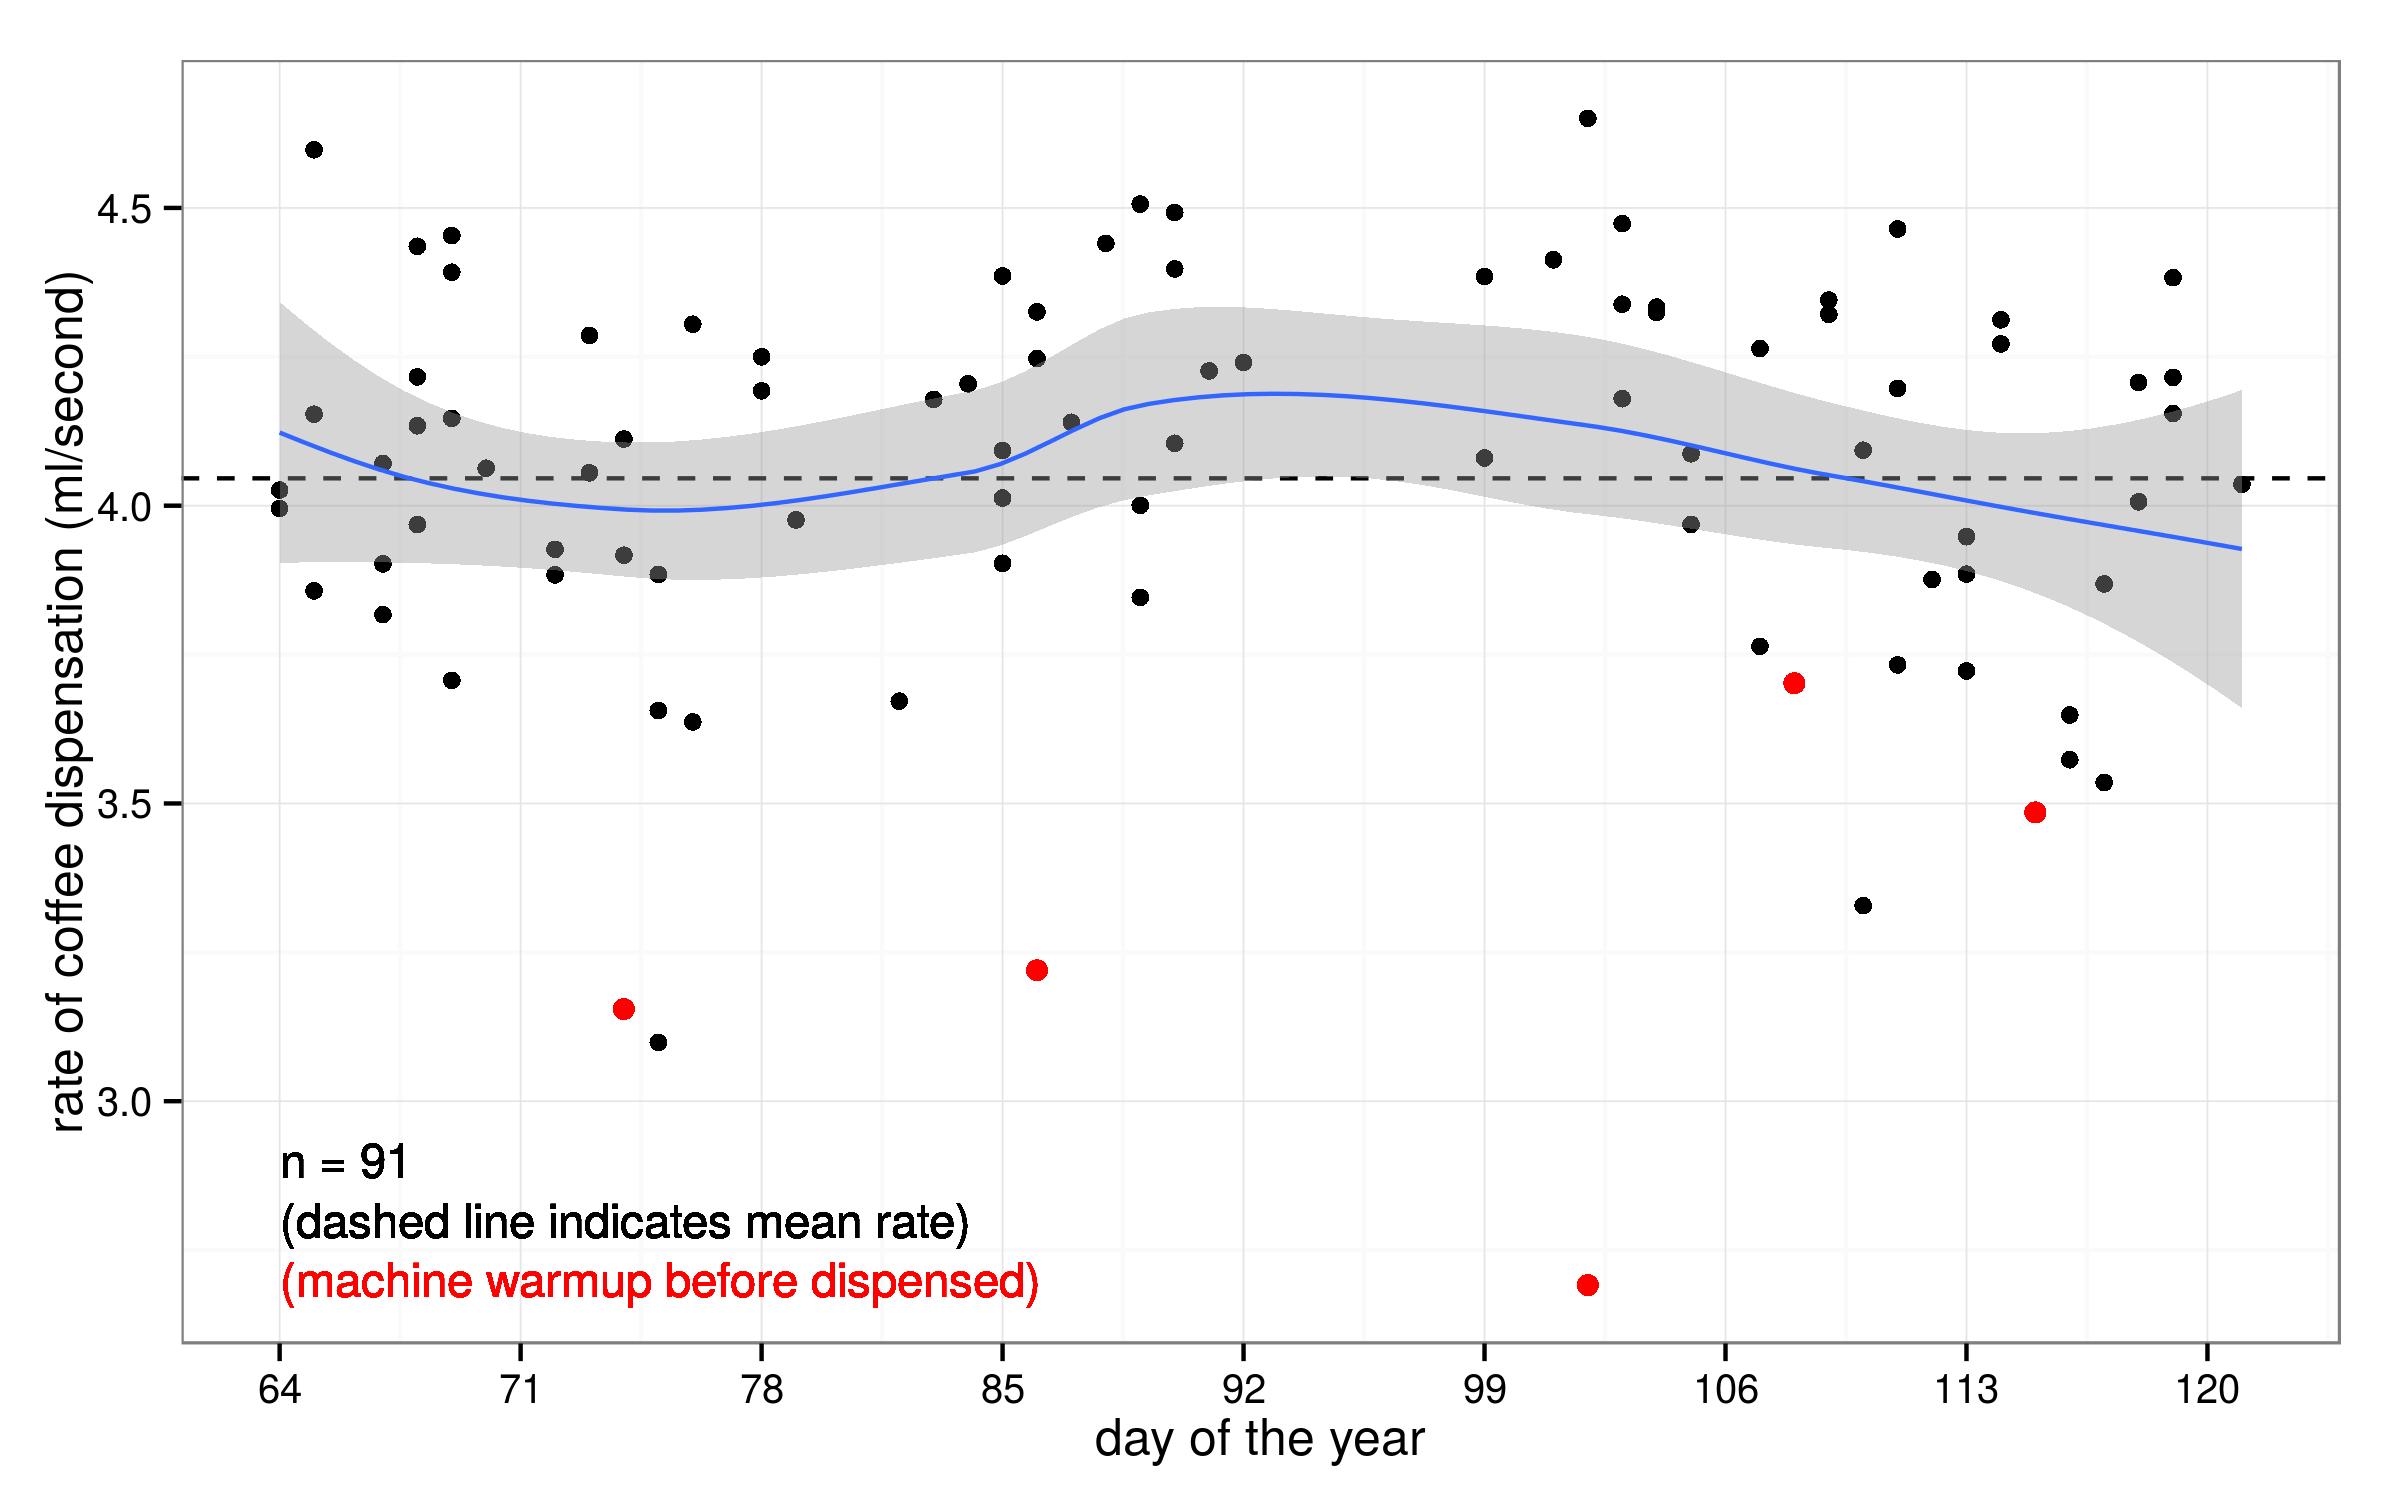 rate of coffee dispensation (ml/second)
4.5
4.0
3.5
3.0
n = 91
(dashed line indicates mean rate)
(machine warmup before dispensed)
64 71 78 85 92 99 106 113 120
day of the year